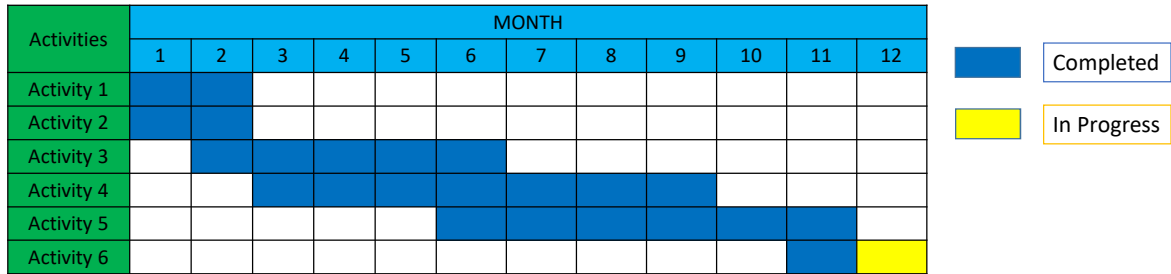 Activities
MONTH
1 2 3 4 5 6 7 8 9 10 11 12
Activity 1
Activity 2
Activity 3
Activity 4
Activity 5
Activity 6
Completed
In Progress